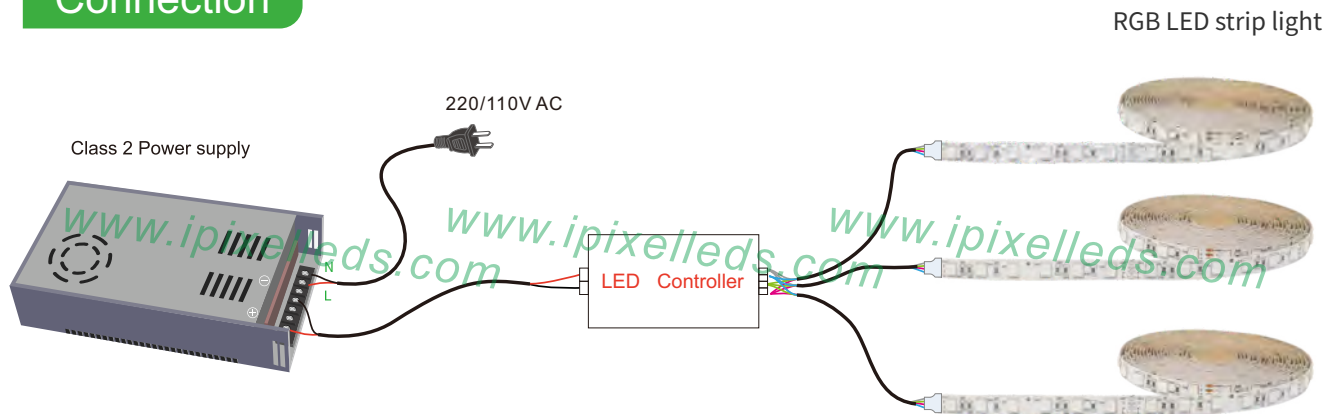 Connection
RGB LED strip light
220/110V AC
Class 2 Power supply
www.ipixelleds.com
www.ipixelleds.com
www.ipixelleds.com
N
L
LED Controller